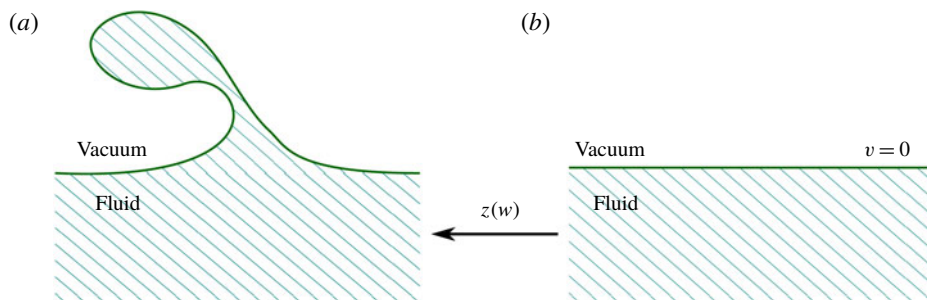 (a)
(b)
Vacuum
Fluid
z(w)
Vacuum
v = 0
Fluid